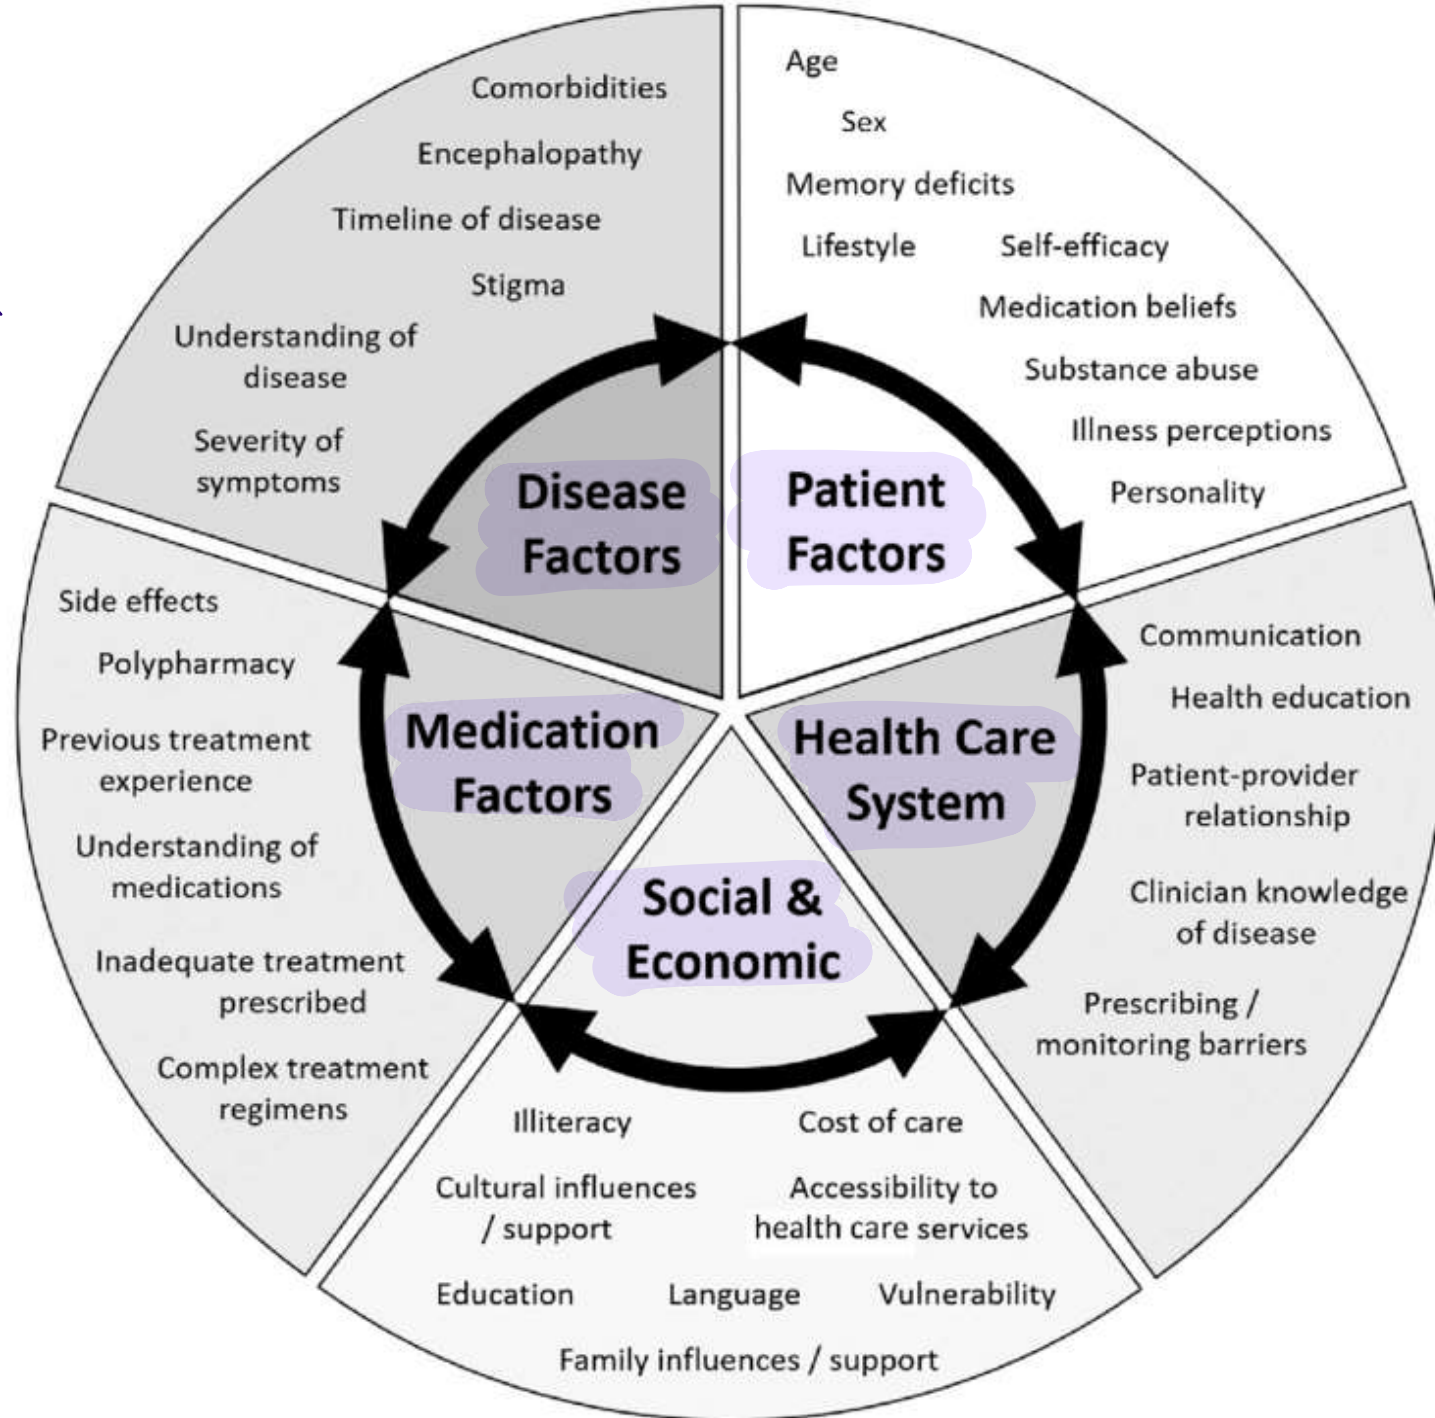 Comorbidities
Encephalopathy
Timeline of disease
Stigma
Understanding of
disease
Severity of
symptoms
Disease
Factors
Age
Sex
Memory deficits
Lifestyle
Self-efficacy
Medication beliefs
Substance abuse
Illness perceptions
Personality
Patient
Factors
Side effects
Polypharmacy
Previous treatment
experience
Understanding of
medications
Inadequate treatment
prescribed
Complex treatment
regimens
Medication
Factors
Health Care
System
Communication
Health education
Patient-provider
relationship
Clinician knowledge
of disease
Prescribing /
monitoring barriers
Social &
Economic
Illiteracy
Cost of care
Cultural influences
/ support
Accessibility to
health care services
Education
Language
Vulnerability
Family influences / support